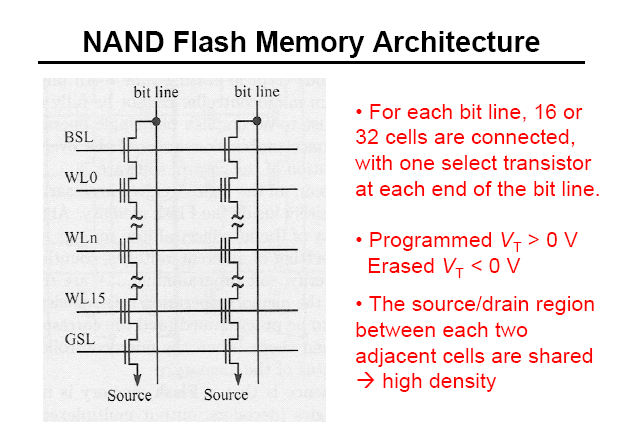 NAND Flash Memory Architecture
bit line
bit line
BSL
WL0
WLn
WL15
GSL
Source
Source
• For each bit line, 16 or
32 cells are connected,
with one select transistor
at each end of the bit line.
• Programmed VT > 0 V
Erased VT < 0 V
• The source/drain region
between each two
adjacent cells are shared
→ high density